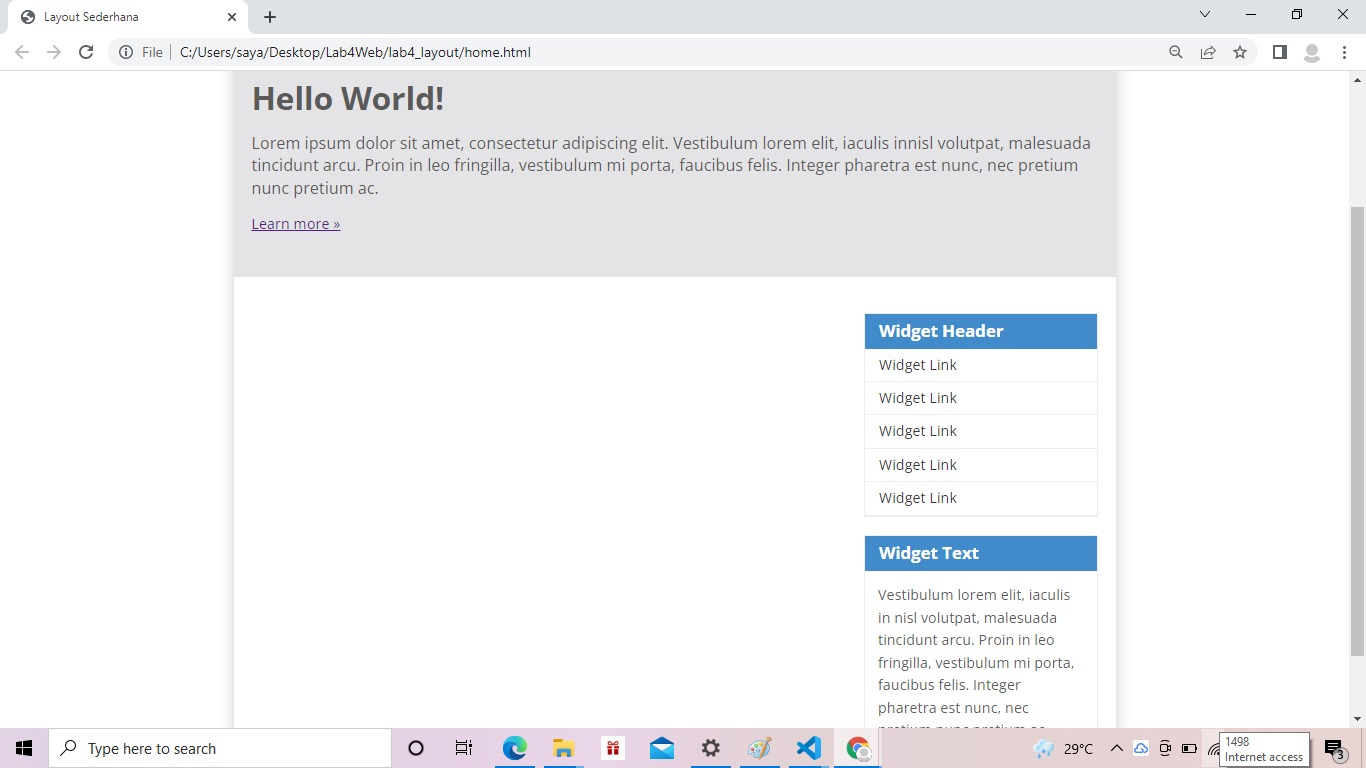 Layout Sederhana
File
C:/Users/saya/Desktop/Lab4Web/lab4_layout/home.html
Hello World!
Lorem ipsum dolor sit amet, consectetur adipiscing elit. Vestibulum lorem elit, iaculis innisl volutpat, malesuada
tincidunt arcu. Proin in leo fringilla, vestibulum mi porta, faucibus felis. Integer pharetra est nunc, nec pretium
nunc pretium ac.
Learn more »
Widget Header
Widget Link
Widget Link
Widget Link
Widget Link
Widget Link
Widget Text
Vestibulum lorem elit, iaculis
in nisl volutpat, malesuada
tincidunt arcu. Proin in leo
fringilla, vestibulum mi porta,
faucibus felis. Integer
pharetra est nunc, nec
Type here to search
29°C
1498
Internet access
3